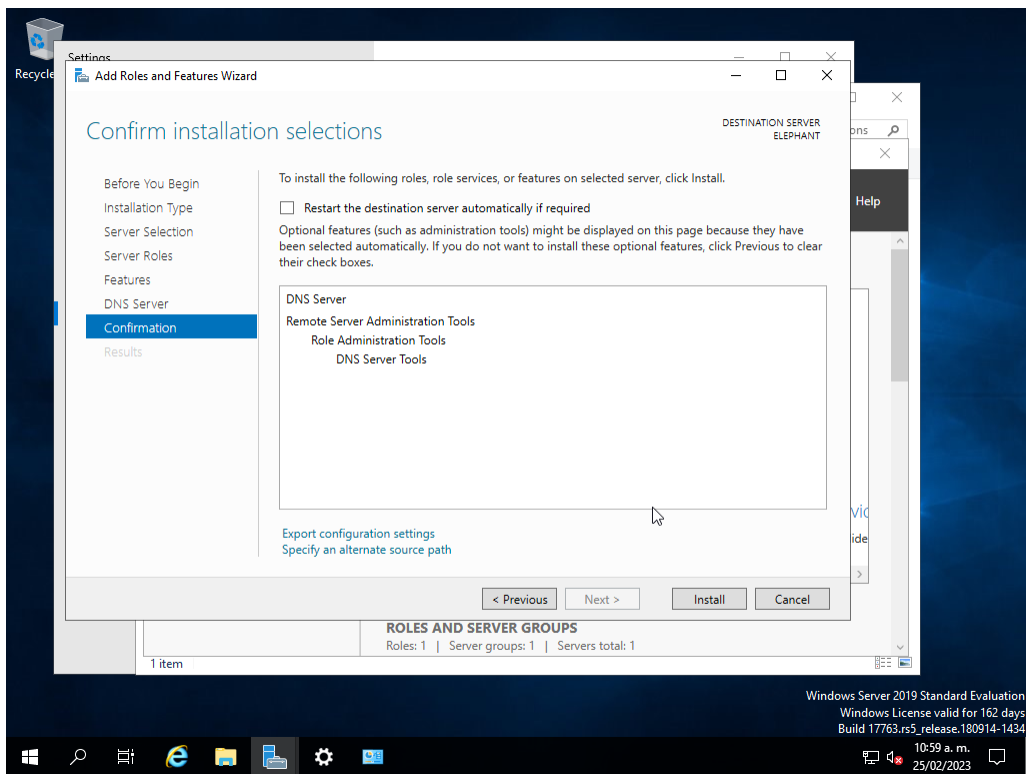 Recycle
Settings
Add Roles and Features Wizard
Confirm installation selections
DESTINATION SERVER
ELEPHANT
ons
Help
Before You Begin
Installation Type
Server Selection
Server Roles
Features
DNS Server
Confirmation
Results
To install the following roles, role services, or features on selected server, click Install.
Restart the destination server automatically if required
Optional features (such as administration tools) might be displayed on this page because they have
been selected automatically. If you do not want to install these optional features, click Previous to clear
their check boxes.
DNS Server
Remote Server Administration Tools
Role Administration Tools
DNS Server Tools
Export configuration settings
Specify an alternate source path
vic
ide
< Previous
Next >
Install
Cancel
ROLES AND SERVER GROUPS
Roles: 1 | Server groups: 1 | Servers total: 1
1 item
Windows Server 2019 Standard Evaluation
Windows License valid for 162 days
Build 17763.rs5_release.180914-1434
10:59 a. m.
25/02/2023